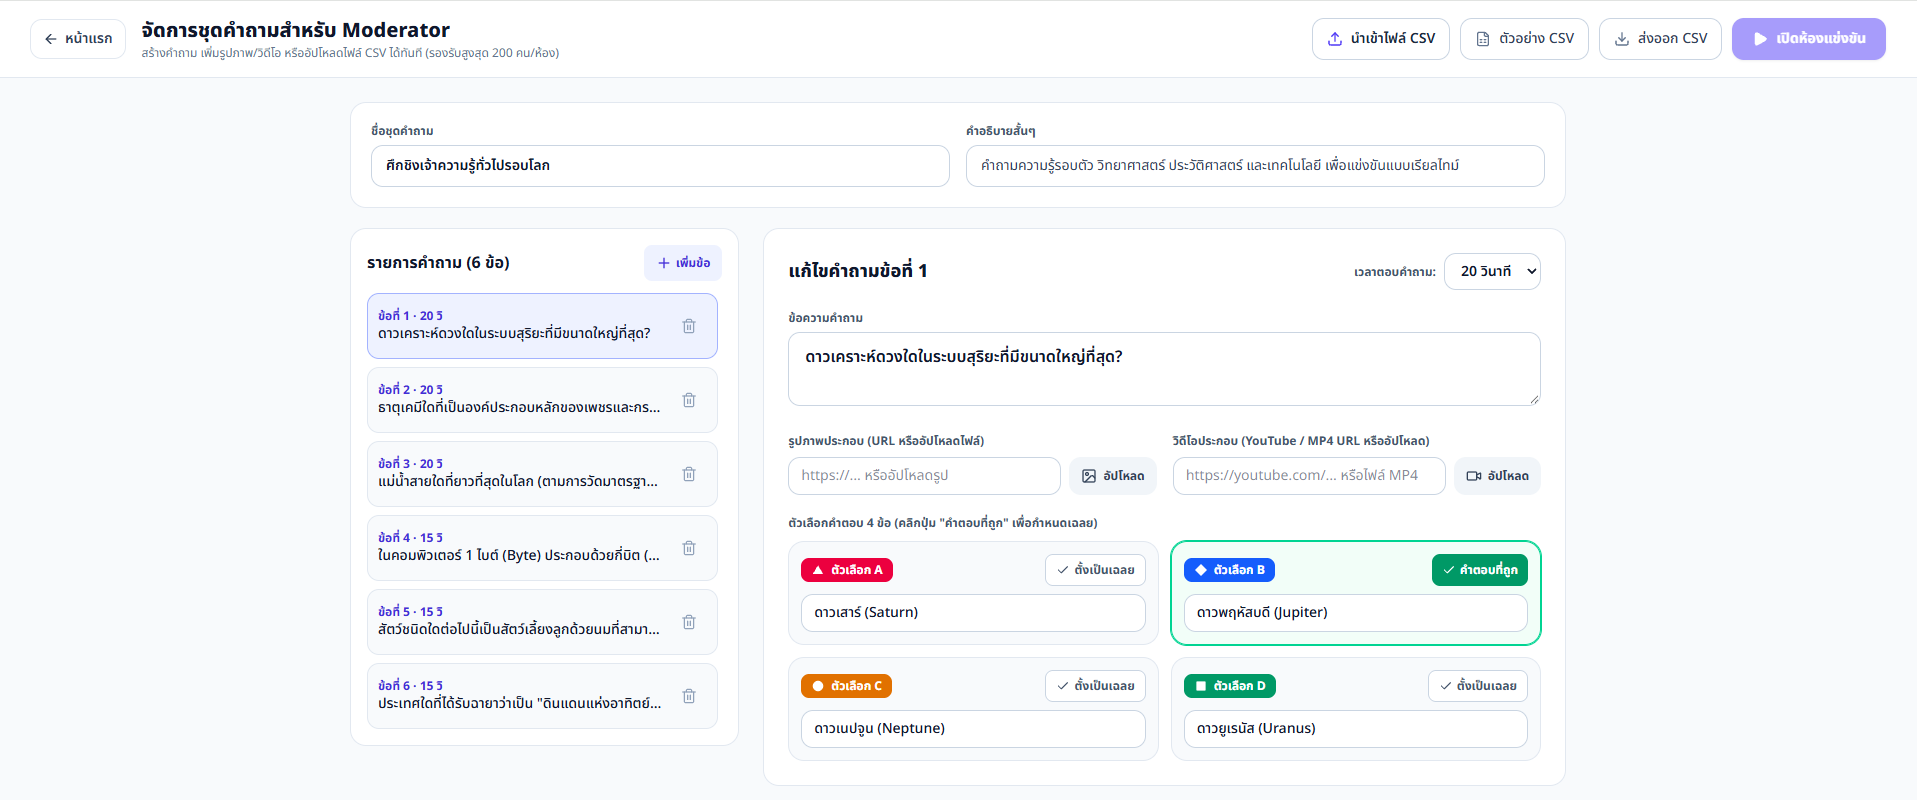 หน้าแรก
จัดการชุดคำถามสำหรับ Moderator
สร้างคำถาม เพิ่มรูปภาพ/วิดีโอ หรืออัปโหลดไฟล์ CSV ได้ทันที (รองรับสูงสุด 200 คน/ห้อง)
นำเข้าไฟล์ CSV
ตัวอย่าง CSV
ส่งออก CSV
เปิดห้องแข่งขัน
ชื่อชุดคำถาม
ศึกชิงเจ้าความรู้ทั่วไปรอบโลก
คำอธิบายสั้นๆ
คำถามความรู้รอบตัว วิทยาศาสตร์ ประวัติศาสตร์ และเทคโนโลยี เพื่อแข่งขันแบบเรียลไทม์
รายการคำถาม (6 ข้อ)
เพิ่มข้อ
ข้อที่ 1 · 20 วิ
ดาวเคราะห์ดวงใดในระบบสุริยะที่มีขนาดใหญ่ที่สุด?
ข้อที่ 2 · 20 วิ
ธาตุเคมีใดที่เป็นองค์ประกอบหลักของเพชรและกร...
ข้อที่ 3 · 20 วิ
แม่น้ำสายใดที่ยาวที่สุดในโลก (ตามการวัดมาตรฐา...
ข้อที่ 4 · 15 วิ
ในคอมพิวเตอร์ 1 ไบต์ (Byte) ประกอบด้วยกี่บิต (...
ข้อที่ 5 · 15 วิ
สัตว์ชนิดใดต่อไปนี้เป็นสัตว์เลี้ยงลูกด้วยนมที่สามา...
ข้อที่ 6 · 15 วิ
ประเทศใดที่ได้รับฉายาว่าเป็น "ดินแดนแห่งอาทิตย์...
แก้ไขคำถามข้อที่ 1
เวลาตอบคำถาม:
20 วินาที
ข้อความคำถาม
ดาวเคราะห์ดวงใดในระบบสุริยะที่มีขนาดใหญ่ที่สุด?
รูปภาพประกอบ (URL หรืออัปโหลดไฟล์)
https://... หรืออัปโหลดรูป
อัปโหลด
วิดีโอประกอบ (YouTube / MP4 URL หรืออัปโหลด)
https://youtube.com/... หรือไฟล์ MP4
อัปโหลด
ตัวเลือกคำตอบ 4 ข้อ (คลิกปุ่ม "คำตอบที่ถูก" เพื่อกำหนดเฉลย)
ตัวเลือก A
ตั้งเป็นเฉลย
ดาวเสาร์ (Saturn)
ตัวเลือก B
คำตอบที่ถูก
ดาวพฤหัสบดี (Jupiter)
ตัวเลือก C
ตั้งเป็นเฉลย
ดาวเนปจูน (Neptune)
ตัวเลือก D
ตั้งเป็นเฉลย
ดาวยูเรนัส (Uranus)